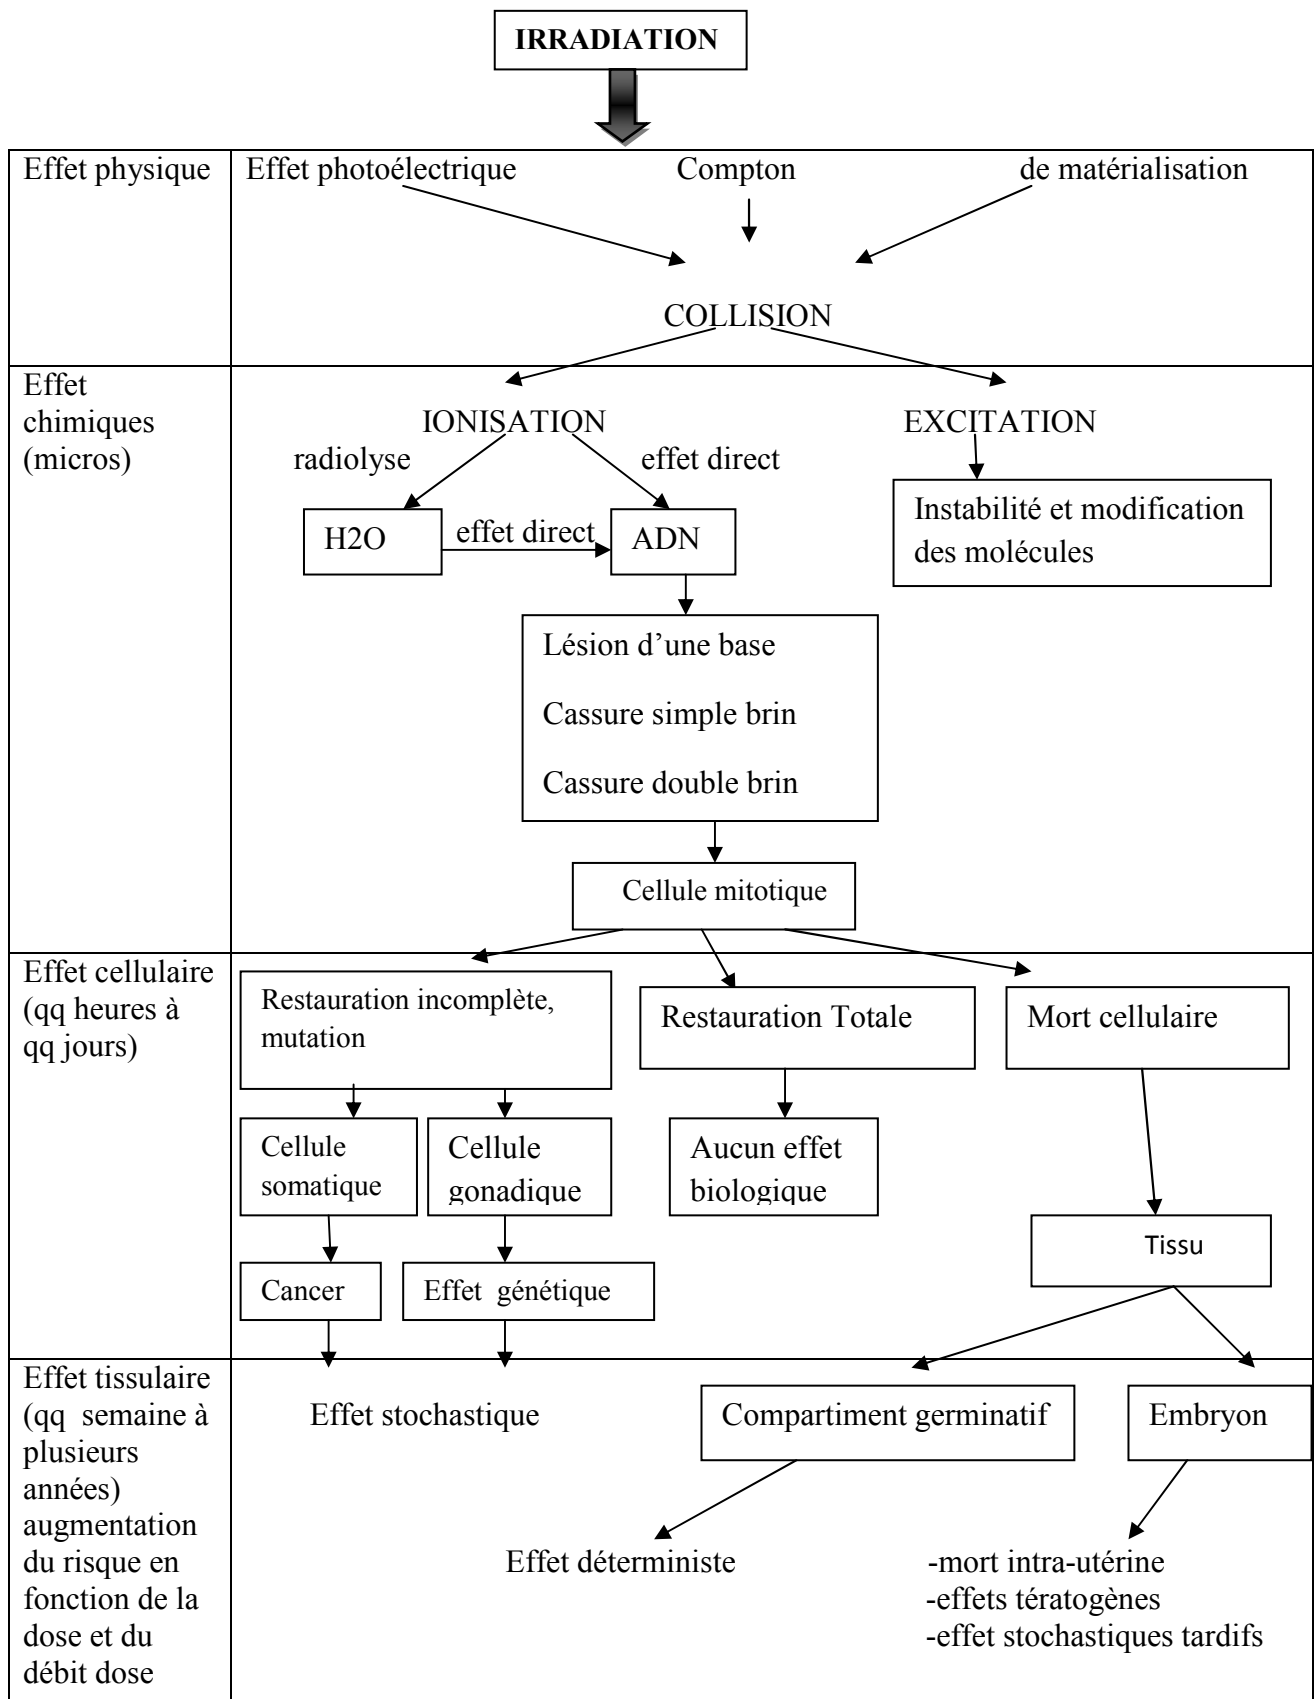 IRRADIATION
Effet physique
Effet photoélectrique
Compton
de matérialisation
COLLISION
Effet
chimiques
(micros)
IONISATION
EXCITATION
radiolyse
effet direct
H2O
effet direct
ADN
Instabilité et modification
des molécules
Lésion d’une base
Cassure simple brin
Cassure double brin
Cellule mitotique
Effet cellulaire
(qq heures à
qq jours)
Restauration incomplète,
mutation
Restauration Totale
Mort cellulaire
Cellule
somatique
Cellule
gonadique
Aucun effet
biologique
Tissu
Cancer
Effet génétique
Effet tissulaire
(qq semaine à
plusieurs
années)
augmentation
du risque en
fonction de la
dose et du
débit dose
Effet stochastique
Compartiment germinatif
Embryon
Effet déterministe
-mort intra-utérine
-effets tératogènes
-effet stochastiques tardifs